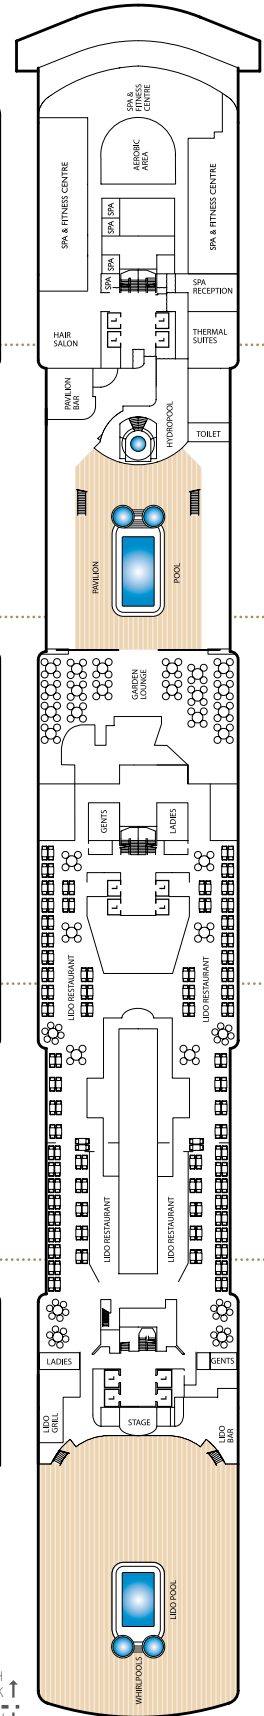 SPA &
FITNESS
CENTRE
AEROBIC
AREA
SPA & FITNESS CENTRE
SPA & FITNESS CENTRE
SPA
SPA
SPA
SPA
SPA
RECEPTION
L
L
L
L
HAIR
SALON
THERMAL
SUITES
PAVILION
BAR
HYDROPOOL
TOILET
PAVILION
POOL
GARDEN
LOUNGE
GENTS
LADIES
L
L
L
L
LIDO RESTAURANT
LIDO RESTAURANT
LIDO RESTAURANT
LIDO RESTAURANT
LADIES
GENTS
L
L
L
L
LIDO
GRILL
STAGE
LIDO
BAR
LIDO POOL
WHIRLPOOLS